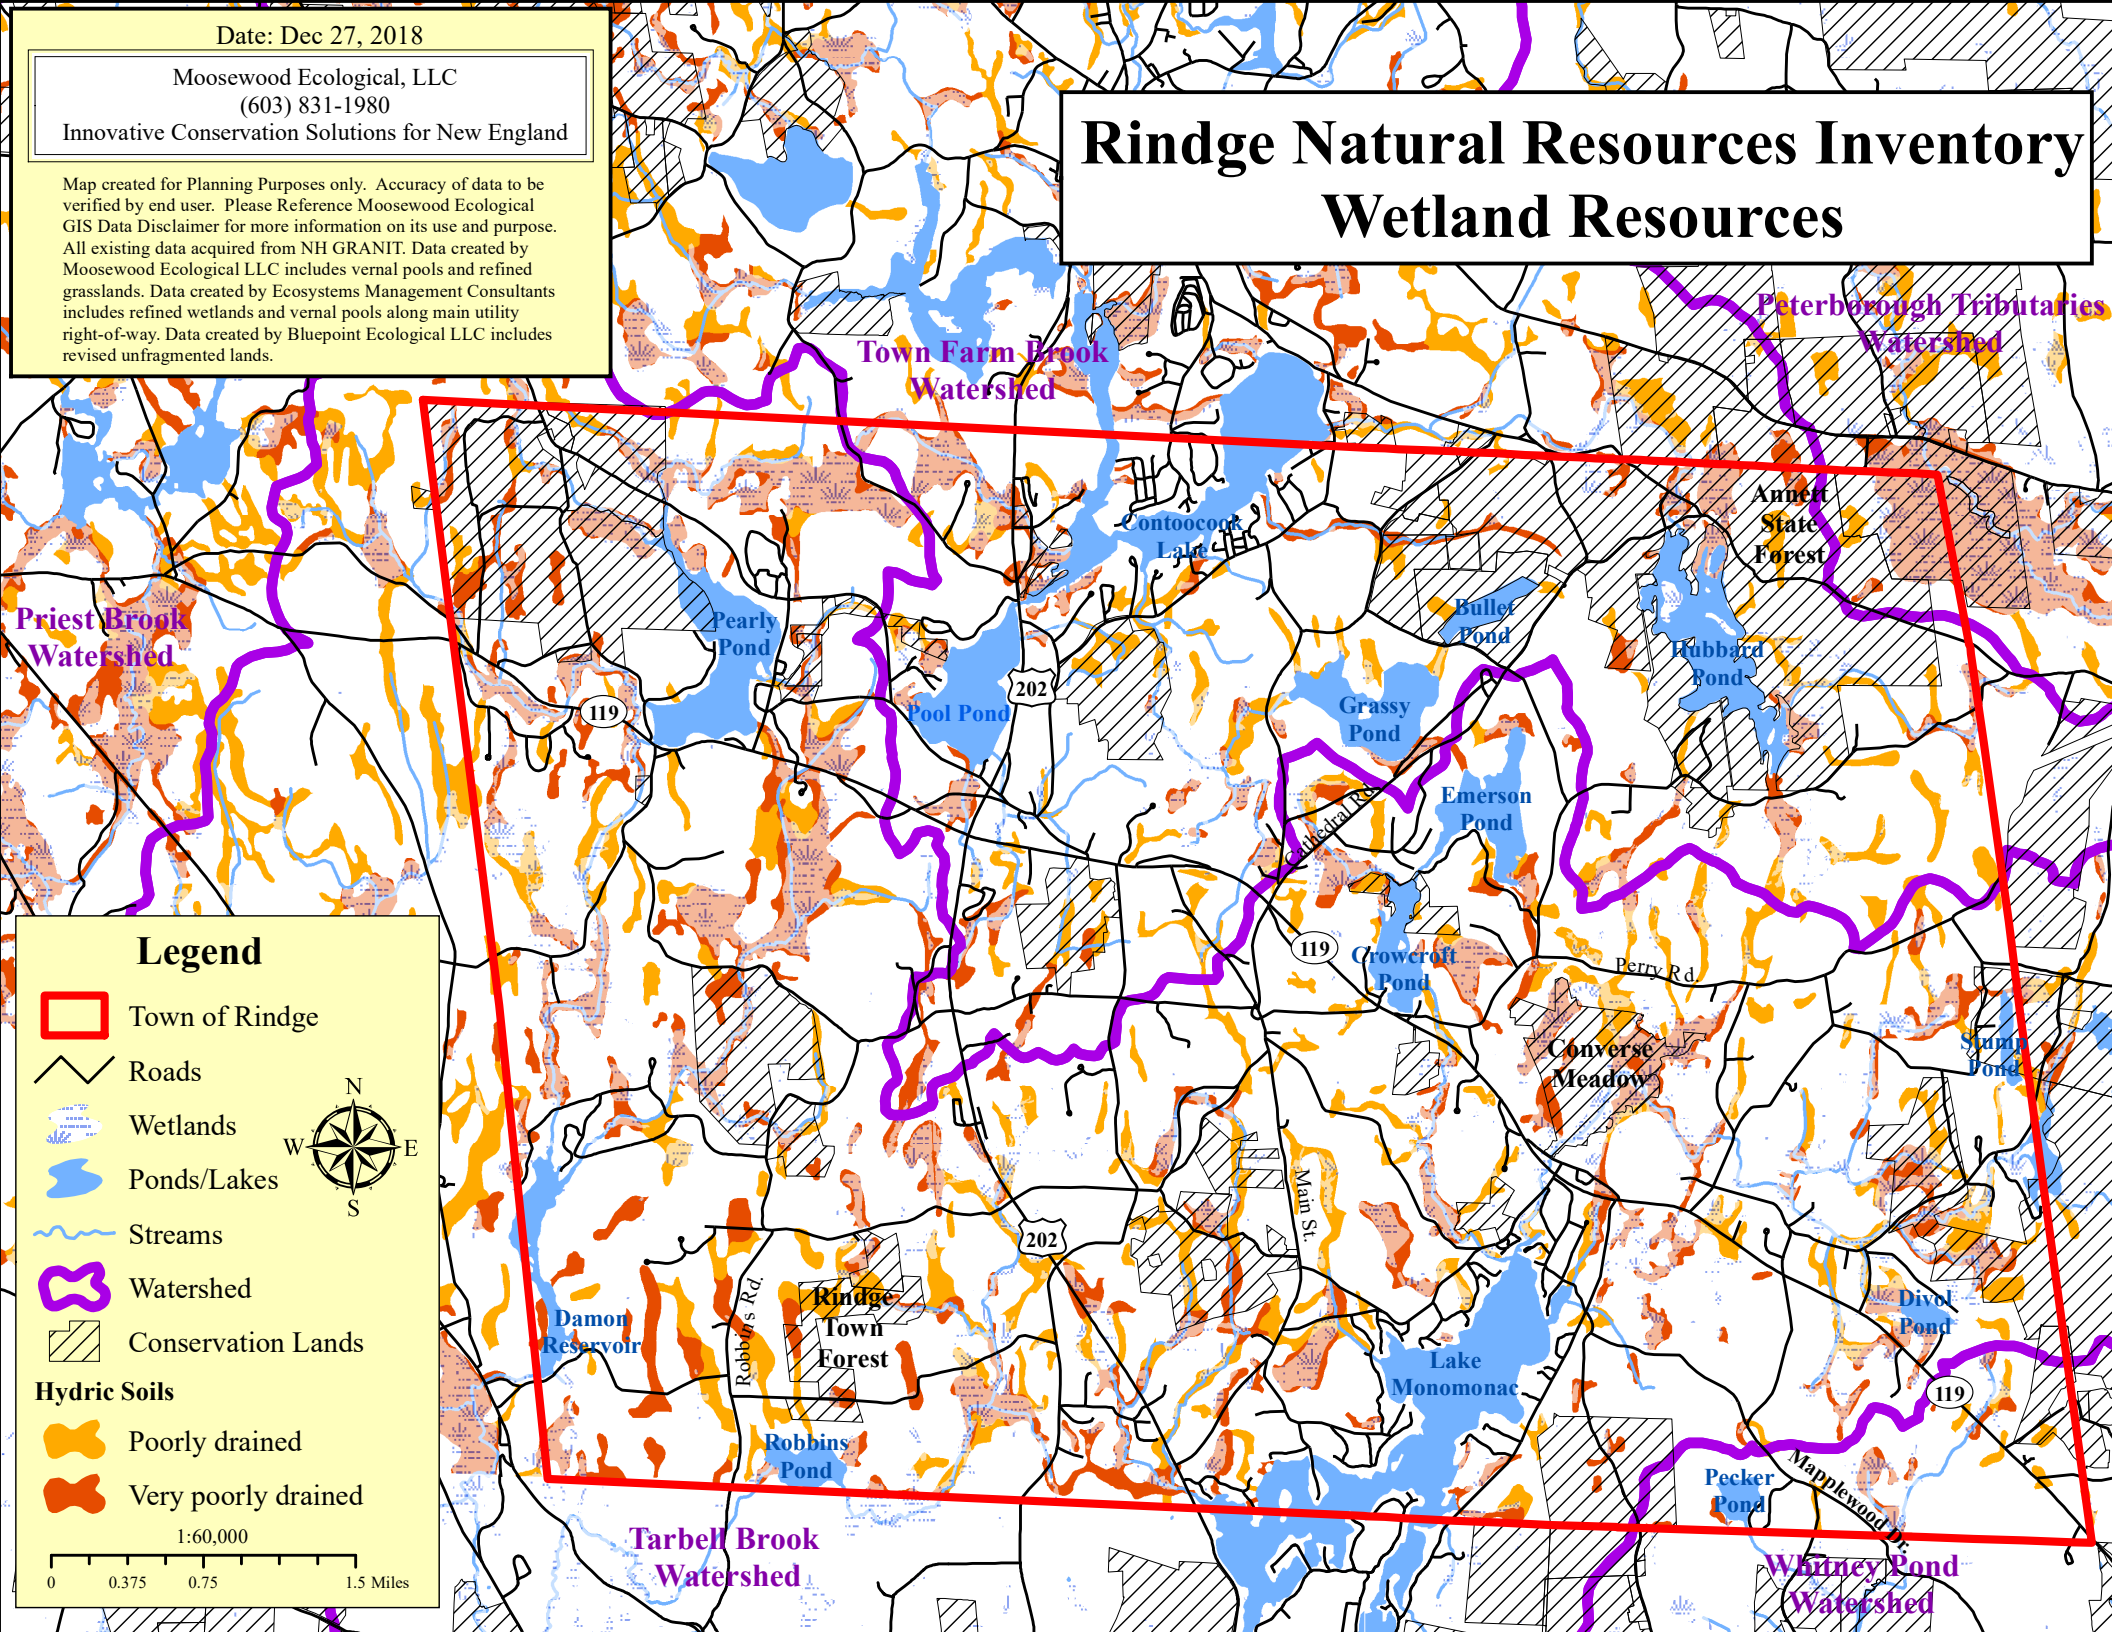 Date: Dec 27, 2018
Moosewood Ecological, LLC
(603) 831-1980
Innovative Conservation Solutions for New England
Map created for Planning Purposes only. Accuracy of data to be
verified by end user. Please Reference Moosewood Ecological
GIS Data Disclaimer for more information on its use and purpose.
All existing data acquired from NH GRANIT. Data created by
Moosewood Ecological LLC includes vernal pools and refined
grasslands. Data created by Ecosystems Management Consultants
includes refined wetlands and vernal pools along main utility
right-of-way. Data created by Bluepoint Ecological LLC includes
revised unfragmented lands.
Rindge Natural Resources Inventory
Wetland Resources
Peterborough Tributaries
Watershed
Town Farm Brook
Watershed
Annett
State
Forest
Contoocook
Lake
Priest Brook
Watershed
Pearly
Pond
Bullet
Pond
Hubbard
Pond
202
119
Pool Pond
Grassy
Pond
Emerson
Pond
Cathedral Rd.
119
Crowcroft
Pond
Perry Rd.
Converse
Meadow
Stump
Pond
Main St.
202
Robbins Rd.
Rindge
Town
Forest
Damon
Reservoir
Divol
Pond
Lake
Monomonac
119
Robbins
Pond
Pecker
Pond
Mapplewood Dr.
Tarbell Brook
Watershed
Whitney Pond
Watershed
Legend
Town of Rindge
Roads
Wetlands
Ponds/Lakes
Streams
Watershed
Conservation Lands
Hydric Soils
Poorly drained
Very poorly drained
N
W
E
S
1:60,000
0 0.375 0.75 1.5 Miles